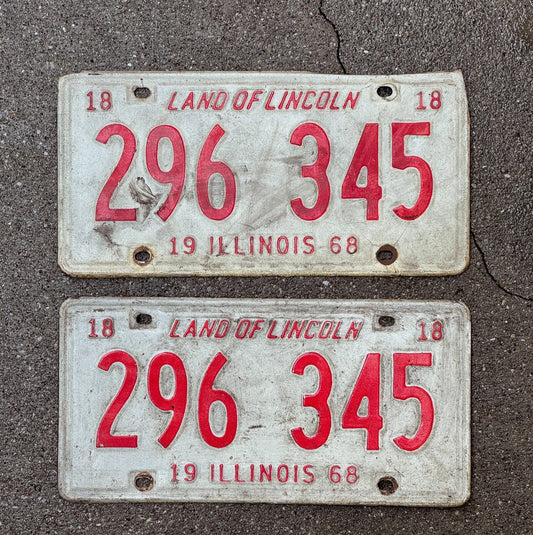 18 LAND OF LINCOLN 18
296 345
19 ILLINOIS 68
18 LAND OF LINCOLN 18
296 345
19 ILLINOIS 68